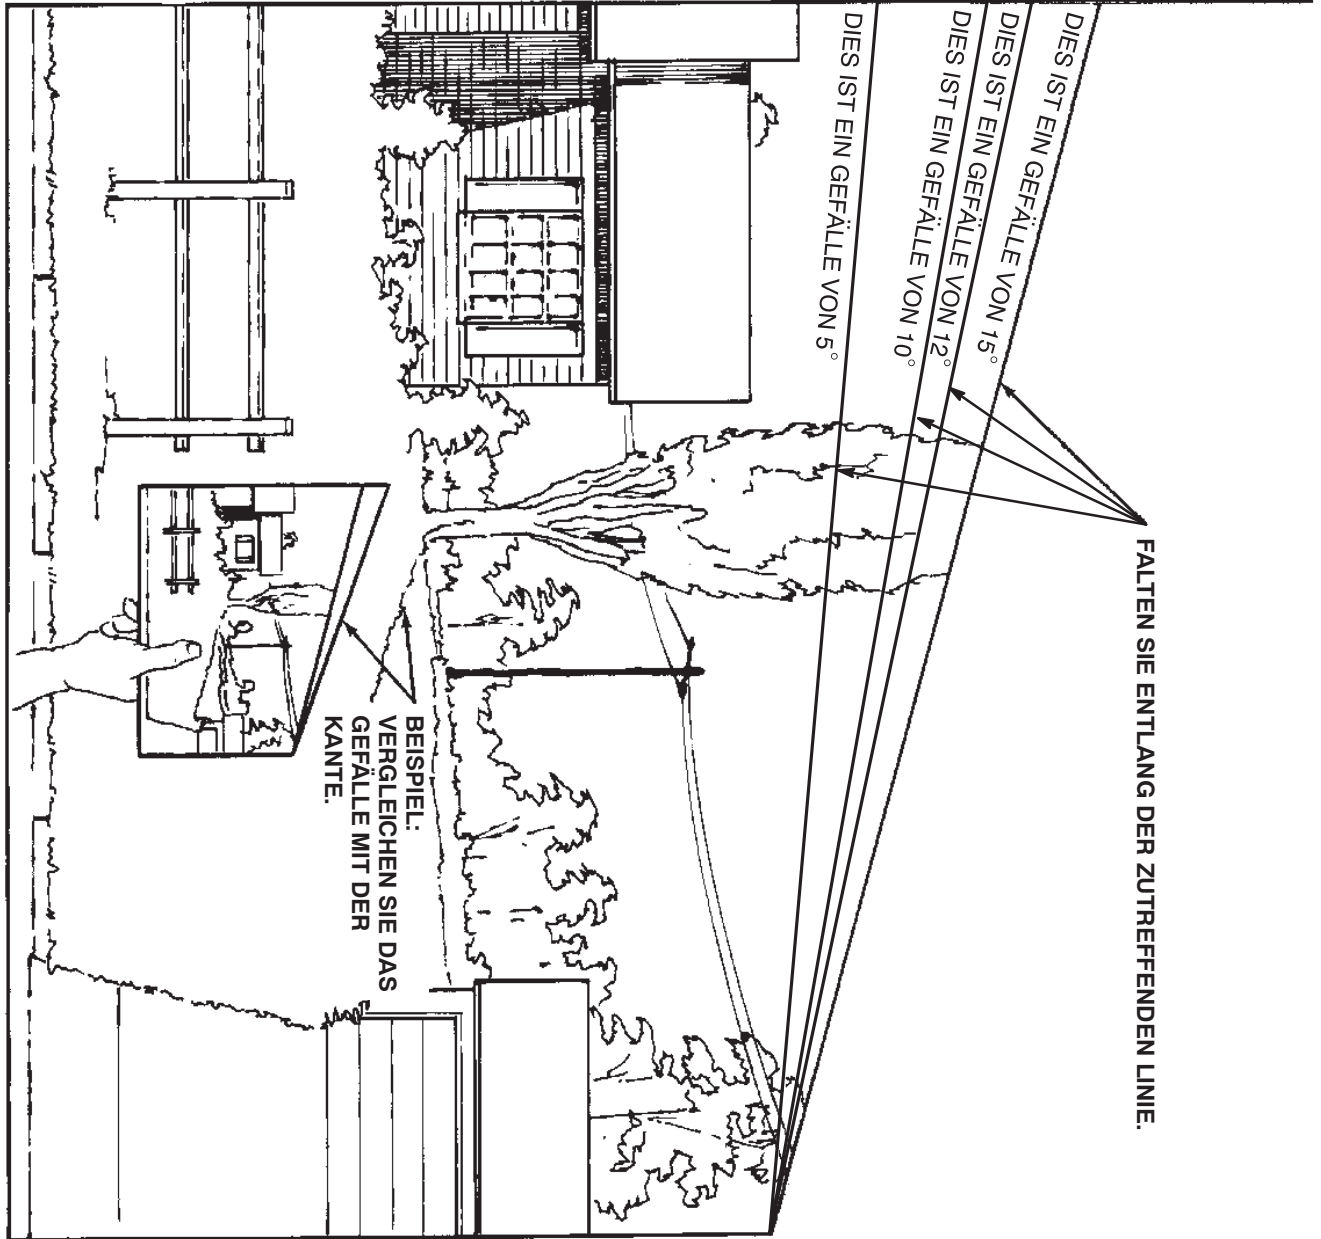 FALTEN SIE ENTLANG DER ZUTREFFENDEN LINIE.
DIES IST EIN GEFÄLLE VON 15°
DIES IST EIN GEFÄLLE VON 12°
DIES IST EIN GEFÄLLE VON 10°
DIES IST EIN GEFÄLLE VON 5°
BEISPIEL:
VERGLEICHEN SIE DAS
GEFÄLLE MIT DER
KANTE.